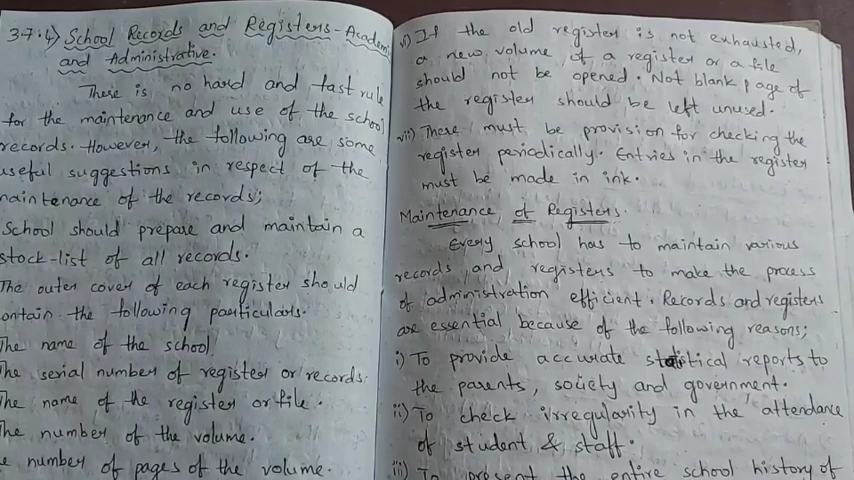 3.7.4) School Records and Registers - Academic
and Administrative.
There is no hard and fast rule
for the maintenance and use of the school
records. However, the following are some
useful suggestions in respect of the
maintenance of the records;
School should prepare and maintain a
stock-list of all records.
The outer cover of each register should
ontain the following particulars.
The name of the school
The serial number of register or records.
The name of the register or file.
The number of the volume.
e number of pages of the volume.
vi) If the old register is not exhausted,
a new volume of a register or a file
should not be opened. Not blank page of
the register should be left unused.
vii) There must be provision for checking the
register periodically. Entries in the register
must be made in ink.
Maintenance of Registers.
Every school has to maintain various
records and registers to make the process
of administration efficient. Records and registers
are essential because of the following reasons;
i) To provide accurate statistical reports to
the parents, society and government.
ii) To check irregularity in the attendance
of student & staff.
iii) To present the entire school history of